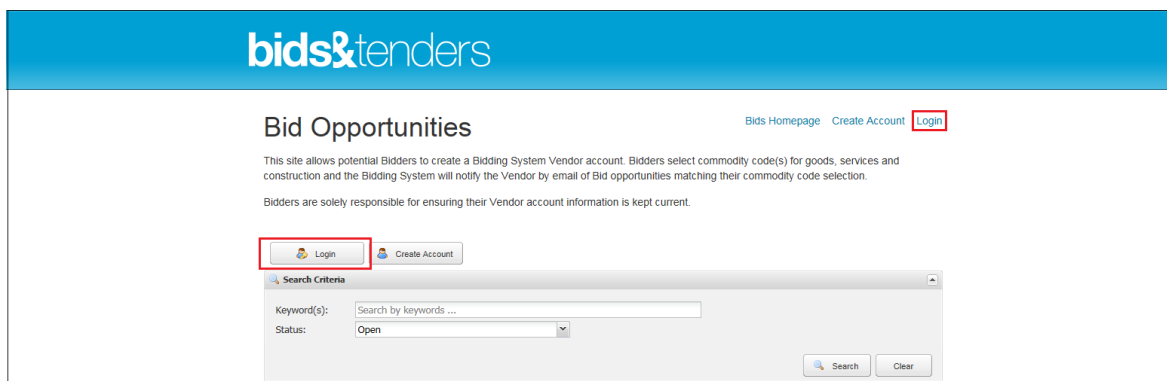 bids&tenders
Bid Opportunities
Bids Homepage Create Account Login
This site allows potential Bidders to create a Bidding System Vendor account. Bidders select commodity code(s) for goods, services and
construction and the Bidding System will notify the Vendor by email of Bid opportunities matching their commodity code selection.
Bidders are solely responsible for ensuring their Vendor account information is kept current.
Login Create Account
Search Criteria
Keyword(s): Search by keywords ...
Status: Open
Search Clear